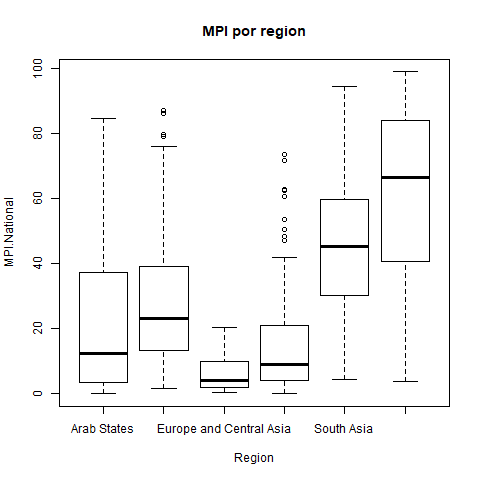 MPI por region
MPI.National
100
80
60
40
20
0
Arab States Europe and Central Asia South Asia
Region